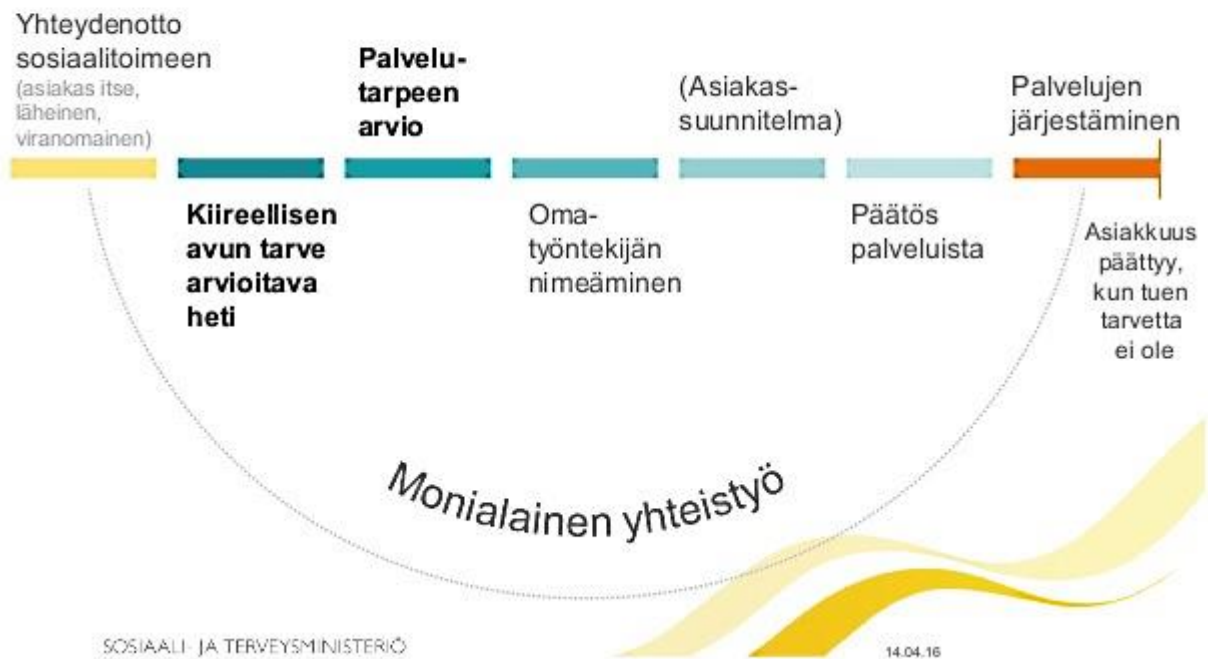 Yhteydenotto
sosiaalitoimeen
(asiakas itse,
läheinen,
viranomainen)
Kiireellisen
avun tarve
arvioitava
heti
Palvelu-
tarpeen
arvio
Oma-
työntekijän
nimeäminen
(Asiakas-
suunnitelma)
Päätös
palveluista
Palvelujen
järjestäminen
Asiakkuus
päättyy,
kun tuen
tarvetta
ei ole
Monialainen yhteistyö
SOSIAALI- JA TERVEYSMINISTERIÖ
14.04.16